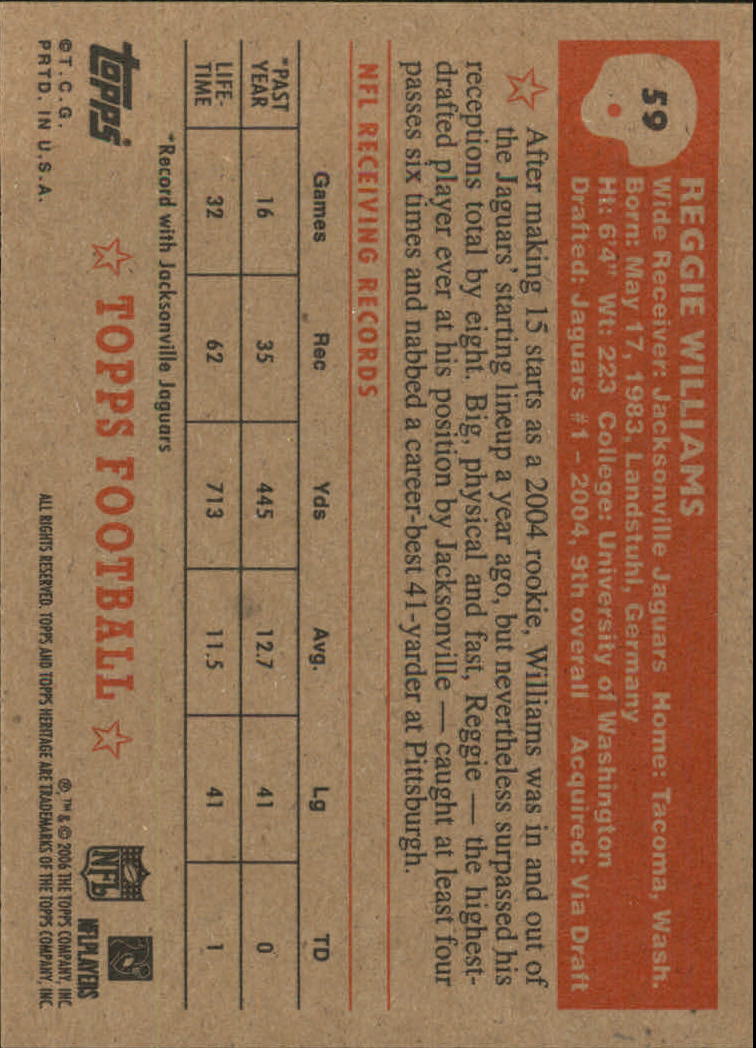 59
REGGIE WILLIAMS
Wide Receiver: Jacksonville Jaguars Home: Tacoma, Wash.
Born: May 17, 1983, Landstuhl, Germany
Ht: 6'4" Wt: 223 College: University of Washington
Drafted: Jaguars #1 – 2004, 9th overall Acquired: Via Draft
After making 15 starts as a 2004 rookie, Williams was in and out of
the Jaguars' starting lineup a year ago, but nevertheless surpassed his
receptions total by eight. Big, physical and fast, Reggie — the highest-
drafted player ever at his position by Jacksonville — caught at least four
passes six times and nabbed a career-best 41-yarder at Pittsburgh.
NFL RECEIVING RECORDS
Games Rec Yds Avg. Lg TD
*PAST YEAR 16 35 445 12.7 41 0
LIFE-TIME 32 62 713 11.5 41 1
*Record with Jacksonville Jaguars
topps
©T.C.G.
PRTD. IN U.S.A.
TOPPS FOOTBALL
NFL
NFLPLAYERS
®, ™ & © 2006 THE TOPPS COMPANY, INC.
ALL RIGHTS RESERVED. TOPPS AND TOPPS HERITAGE ARE TRADEMARKS OF THE TOPPS COMPANY, INC.